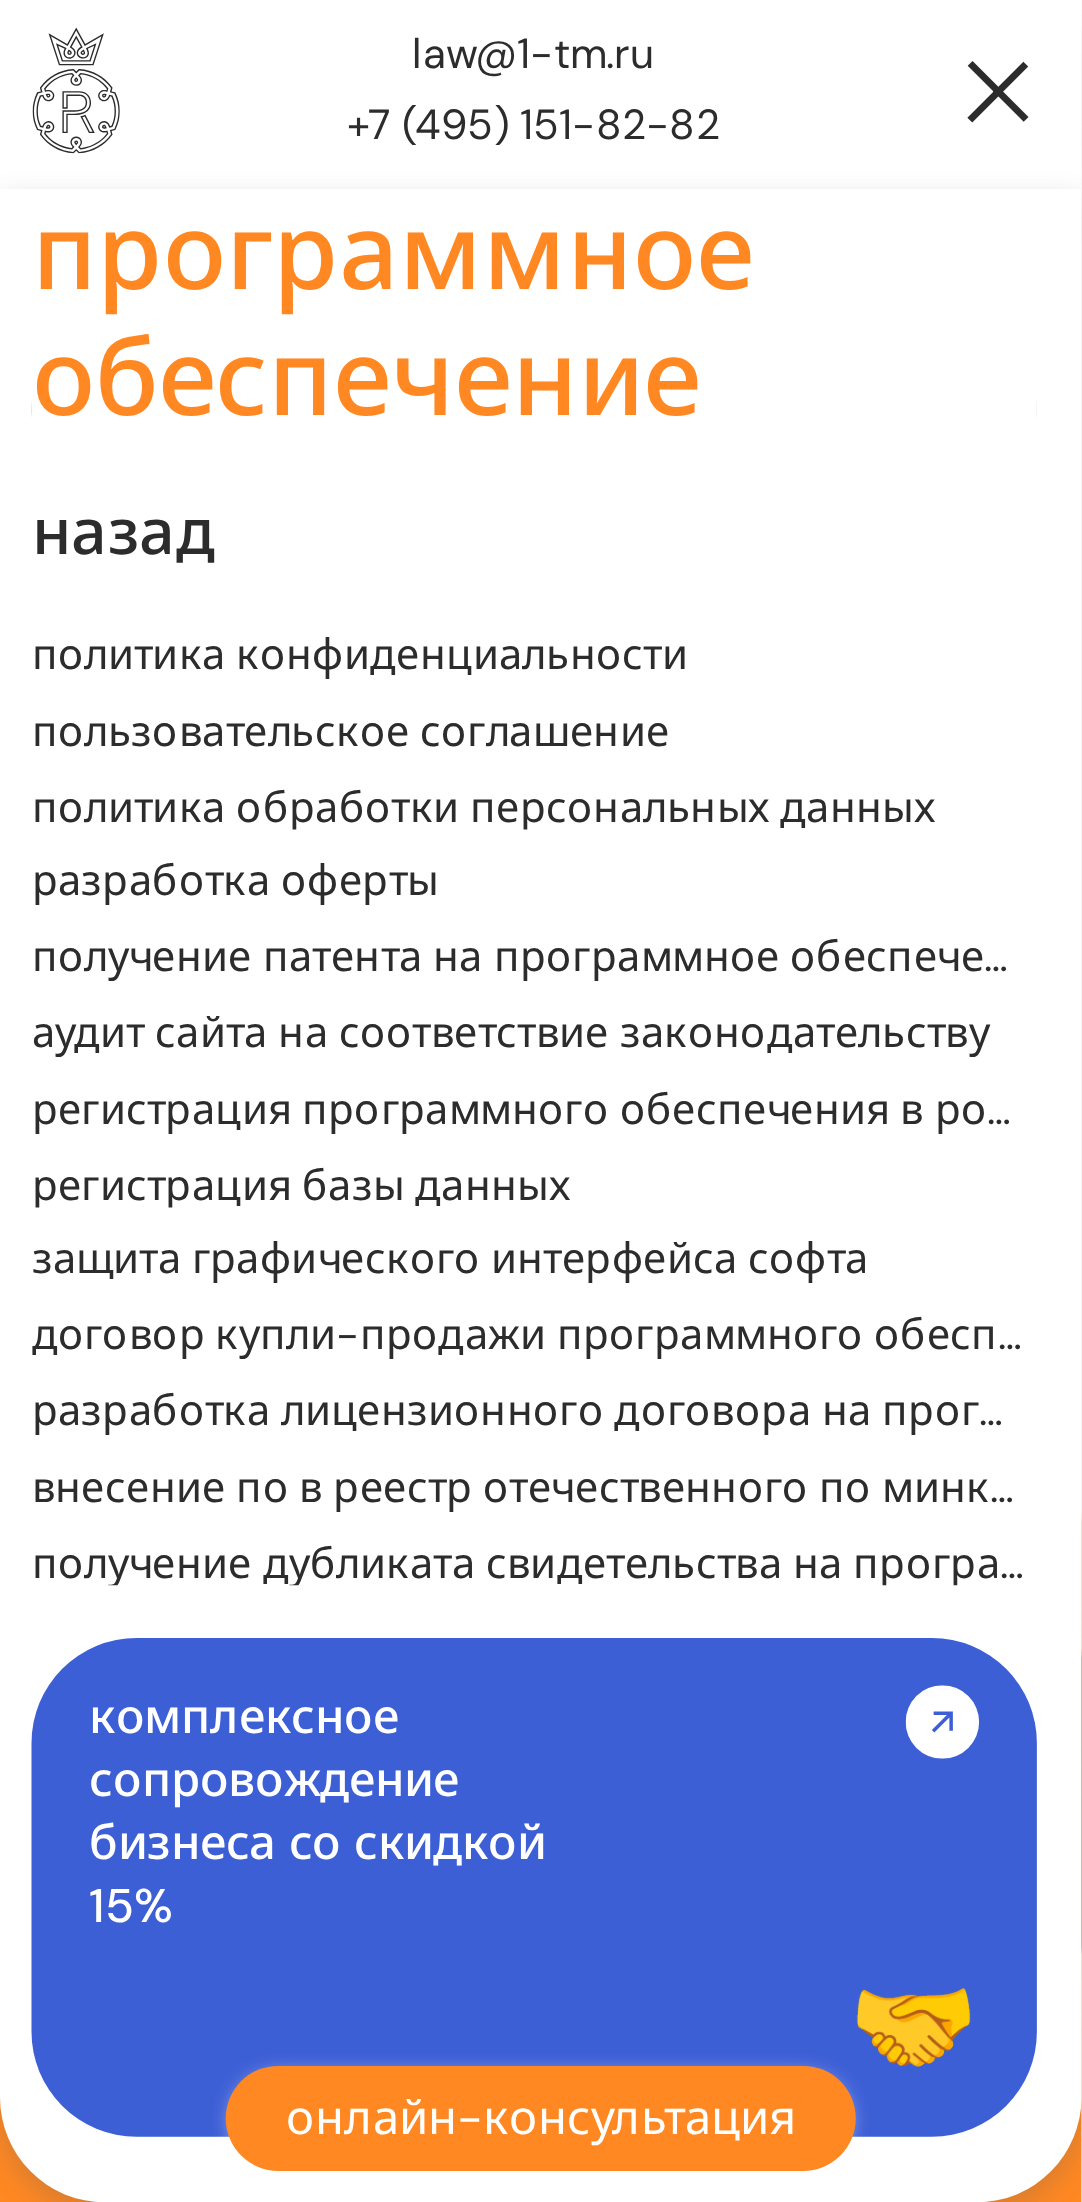 law@1-tm.ru
+7 (495) 151-82-82
R
программное
обеспечение
назад
политика конфиденциальности
пользовательское соглашение
политика обработки персональных данных
разработка оферты
получение патента на программное обеспече...
аудит сайта на соответствие законодательству
регистрация программного обеспечения в ро...
регистрация базы данных
защита графического интерфейса софта
договор купли-продажи программного обесп...
разработка лицензионного договора на прог...
внесение по в реестр отечественного по минк...
получение дубликата свидетельства на програ...
комплексное
сопровождение
бизнеса со скидкой
15%
онлайн-консультация